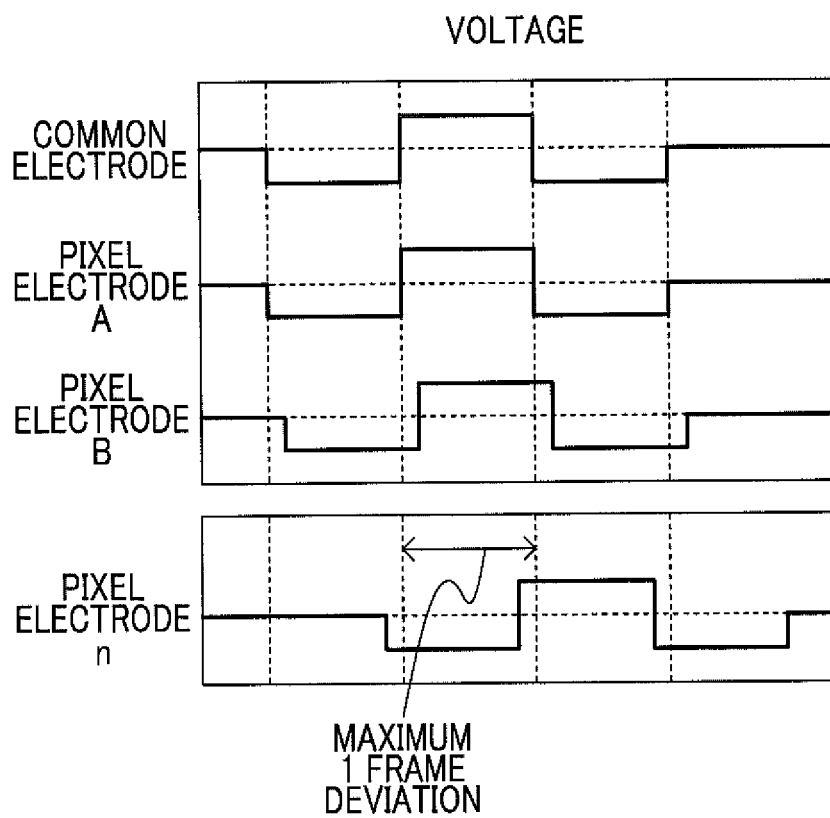 VOLTAGE
COMMON
ELECTRODE
PIXEL
ELECTRODE
A
PIXEL
ELECTRODE
B
PIXEL
ELECTRODE
n
MAXIMUM
1 FRAME
DEVIATION